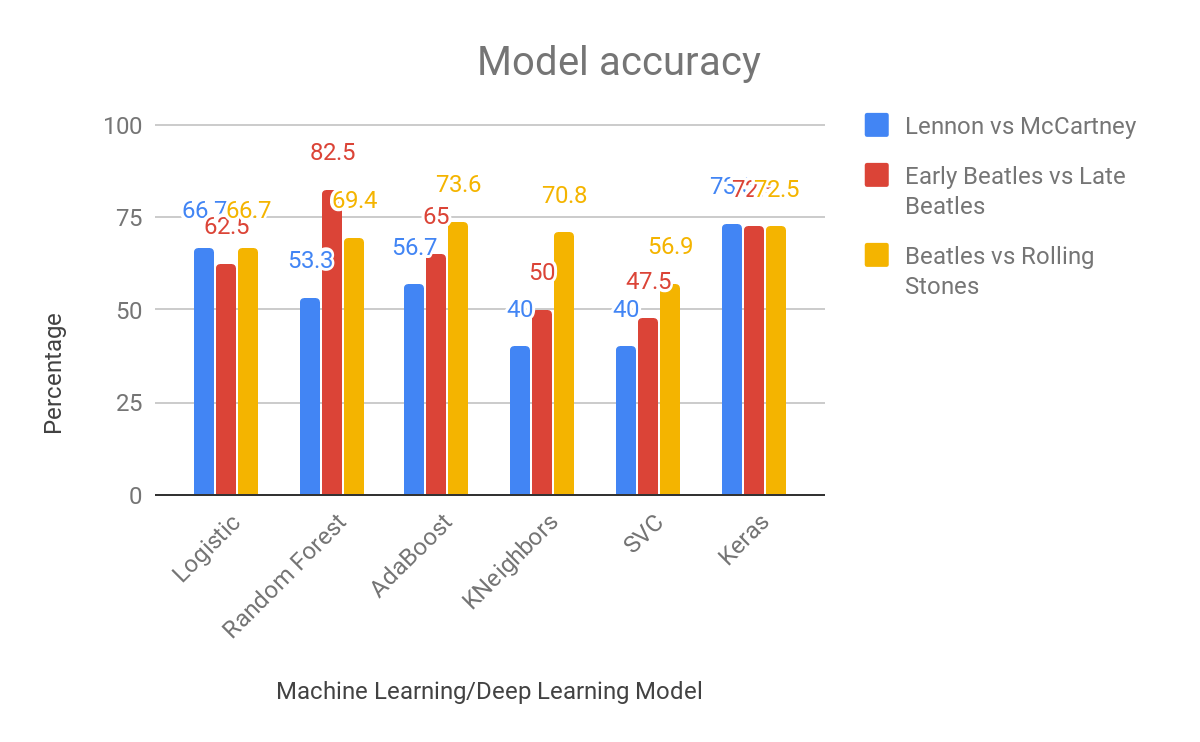 Model accuracy
Lennon vs McCartney
Early Beatles vs Late
Beatles
Beatles vs Rolling
Stones
Percentage
100
75
50
25
0
66.7
62.5
66.7
53.3
82.5
69.4
56.7
65
73.6
40
50
70.8
40
47.5
56.9
72.5
Logistic
Random Forest
AdaBoost
KNeighbors
SVC
Keras
Machine Learning/Deep Learning Model